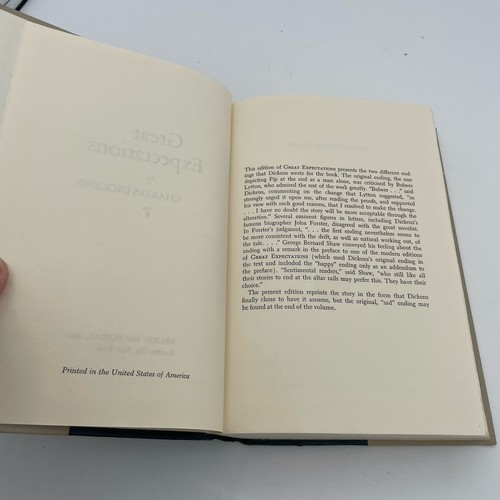 Great
Expectations
CHARLES DICKENS
Printed in the United States of America
This edition of GREAT EXPECTATIONS presents the two different end-
ings that Dickens wrote for the book. The original ending, the one
depicting Pip at the end as a man alone, was criticized by Bulwer
Lytton, who admired the rest of the work greatly. "Bulwer . . ." said
Dickens, commenting on the change that Lytton suggested, "so
strongly urged it upon me, after reading the proofs, and supported
his view with such good reasons, that I resolved to make the change.
. . . I have no doubt the story will be more acceptable through the
alteration." Several eminent figures in letters, including Dickens's
famous biographer John Forster, disagreed with the great novelist.
In Forster's judgment, ". . . the first ending nevertheless seems to
be more consistent with the drift, as well as natural working out, of
the tale. . . ." George Bernard Shaw conveyed his feeling about the
ending with a remark in the preface to one of the modern editions
of GREAT EXPECTATIONS (which used Dickens's original ending in
the text and included the "happy" ending only as an addendum to
the preface). "Sentimental readers," said Shaw, "who still like all
their stories to end at the altar rails may prefer this. They have their
choice."
The present edition reprints the story in the form that Dickens
finally chose to have it assume, but the original, "sad" ending may
be found at the end of the volume.